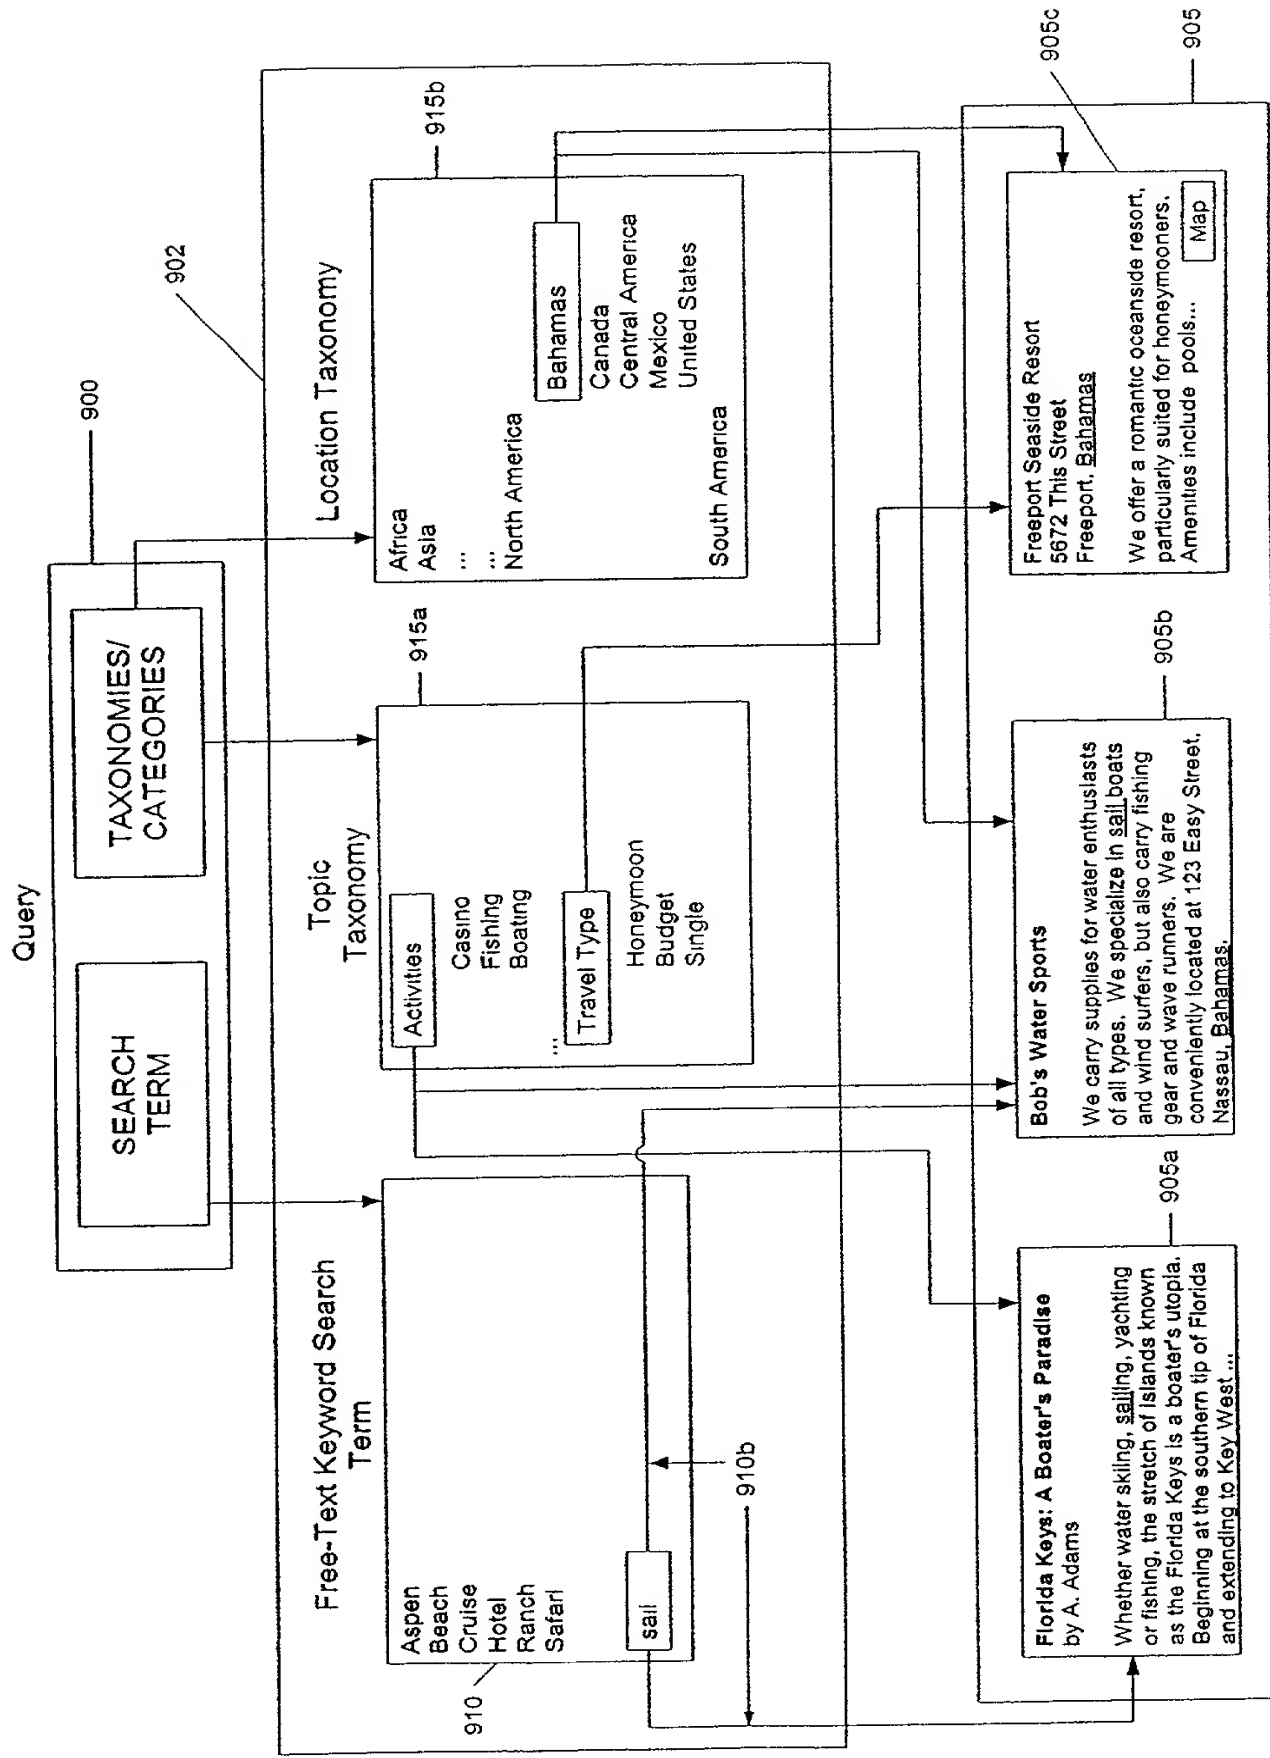 Query
900
SEARCH
TERM
TAXONOMIES/
CATEGORIES
902
Free-Text Keyword Search
Term
Aspen
Beach
Cruise
Hotel
Ranch
Safari
sail
910
910b
Topic
Taxonomy
915a
Activities
Casino
Fishing
Boating
...
Travel Type
Honeymoon
Budget
Single
Location Taxonomy
915b
Africa
Asia
...
...
North America
Bahamas
Canada
Central America
Mexico
United States
South America
905a
Florida Keys: A Boater's Paradise
by A. Adams
Whether water skiing, sailing, yachting
or fishing, the stretch of islands known
as the Florida Keys is a boater's utopia.
Beginning at the southern tip of Florida
and extending to Key West ...
905b
Bob's Water Sports
We carry supplies for water enthusiasts
of all types. We specialize in sail boats
and wind surfers, but also carry fishing
gear and wave runners. We are
conveniently located at 123 Easy Street,
Nassau, Bahamas.
905c
Freeport Seaside Resort
5672 This Street
Freeport, Bahamas
We offer a romantic oceanside resort,
particularly suited for honeymooners.
Amenities include pools...
Map
905